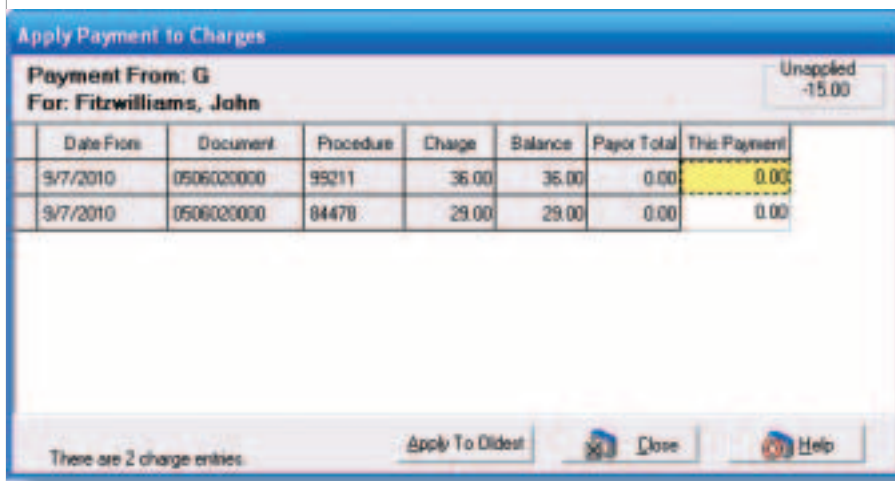 Apply Payment to Charges
Payment From: G
For: Fitzwilliams, John
Unapplied
-15.00
Date From Document Procedure Charge Balance Payor Total This Payment
9/7/2010 0506020000 99211 36.00 36.00 0.00 0.00
9/7/2010 0506020000 84478 29.00 29.00 0.00 0.00
There are 2 charge entries
Apply To Oldest Close Help